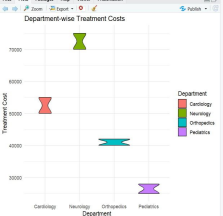 Zoom Export Publish
Department-wise Treatment Costs
Treatment Cost
70000
60000
50000
40000
30000
Cardiology Neurology Orthopedics Pediatrics
Department
Department
Cardiology
Neurology
Orthopedics
Pediatrics